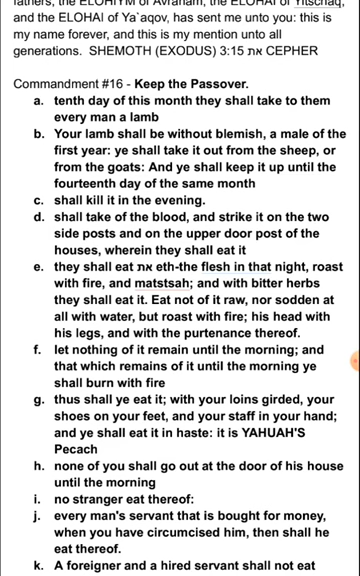 fathers, the ELOHIYM of Avraham, the ELOHAI of Yitschaq,
and the ELOHAI of Ya`aqov, has sent me unto you: this is
my name forever, and this is my mention unto all
generations. SHEMOTH (EXODUS) 3:15 את CEPHER
Commandment #16 - Keep the Passover.
a. tenth day of this month they shall take to them
every man a lamb
b. Your lamb shall be without blemish, a male of the
first year: ye shall take it out from the sheep, or
from the goats: And ye shall keep it up until the
fourteenth day of the same month
c. shall kill it in the evening.
d. shall take of the blood, and strike it on the two
side posts and on the upper door post of the
houses, wherein they shall eat it
e. they shall eat את eth-the flesh in that night, roast
with fire, and matstsah; and with bitter herbs
they shall eat it. Eat not of it raw, nor sodden at
all with water, but roast with fire; his head with
his legs, and with the purtenance thereof.
f. let nothing of it remain until the morning; and
that which remains of it until the morning ye
shall burn with fire
g. thus shall ye eat it; with your loins girded, your
shoes on your feet, and your staff in your hand;
and ye shall eat it in haste: it is YAHUAH'S
Pecach
h. none of you shall go out at the door of his house
until the morning
i. no stranger eat thereof:
j. every man's servant that is bought for money,
when you have circumcised him, then shall he
eat thereof.
k. A foreigner and a hired servant shall not eat